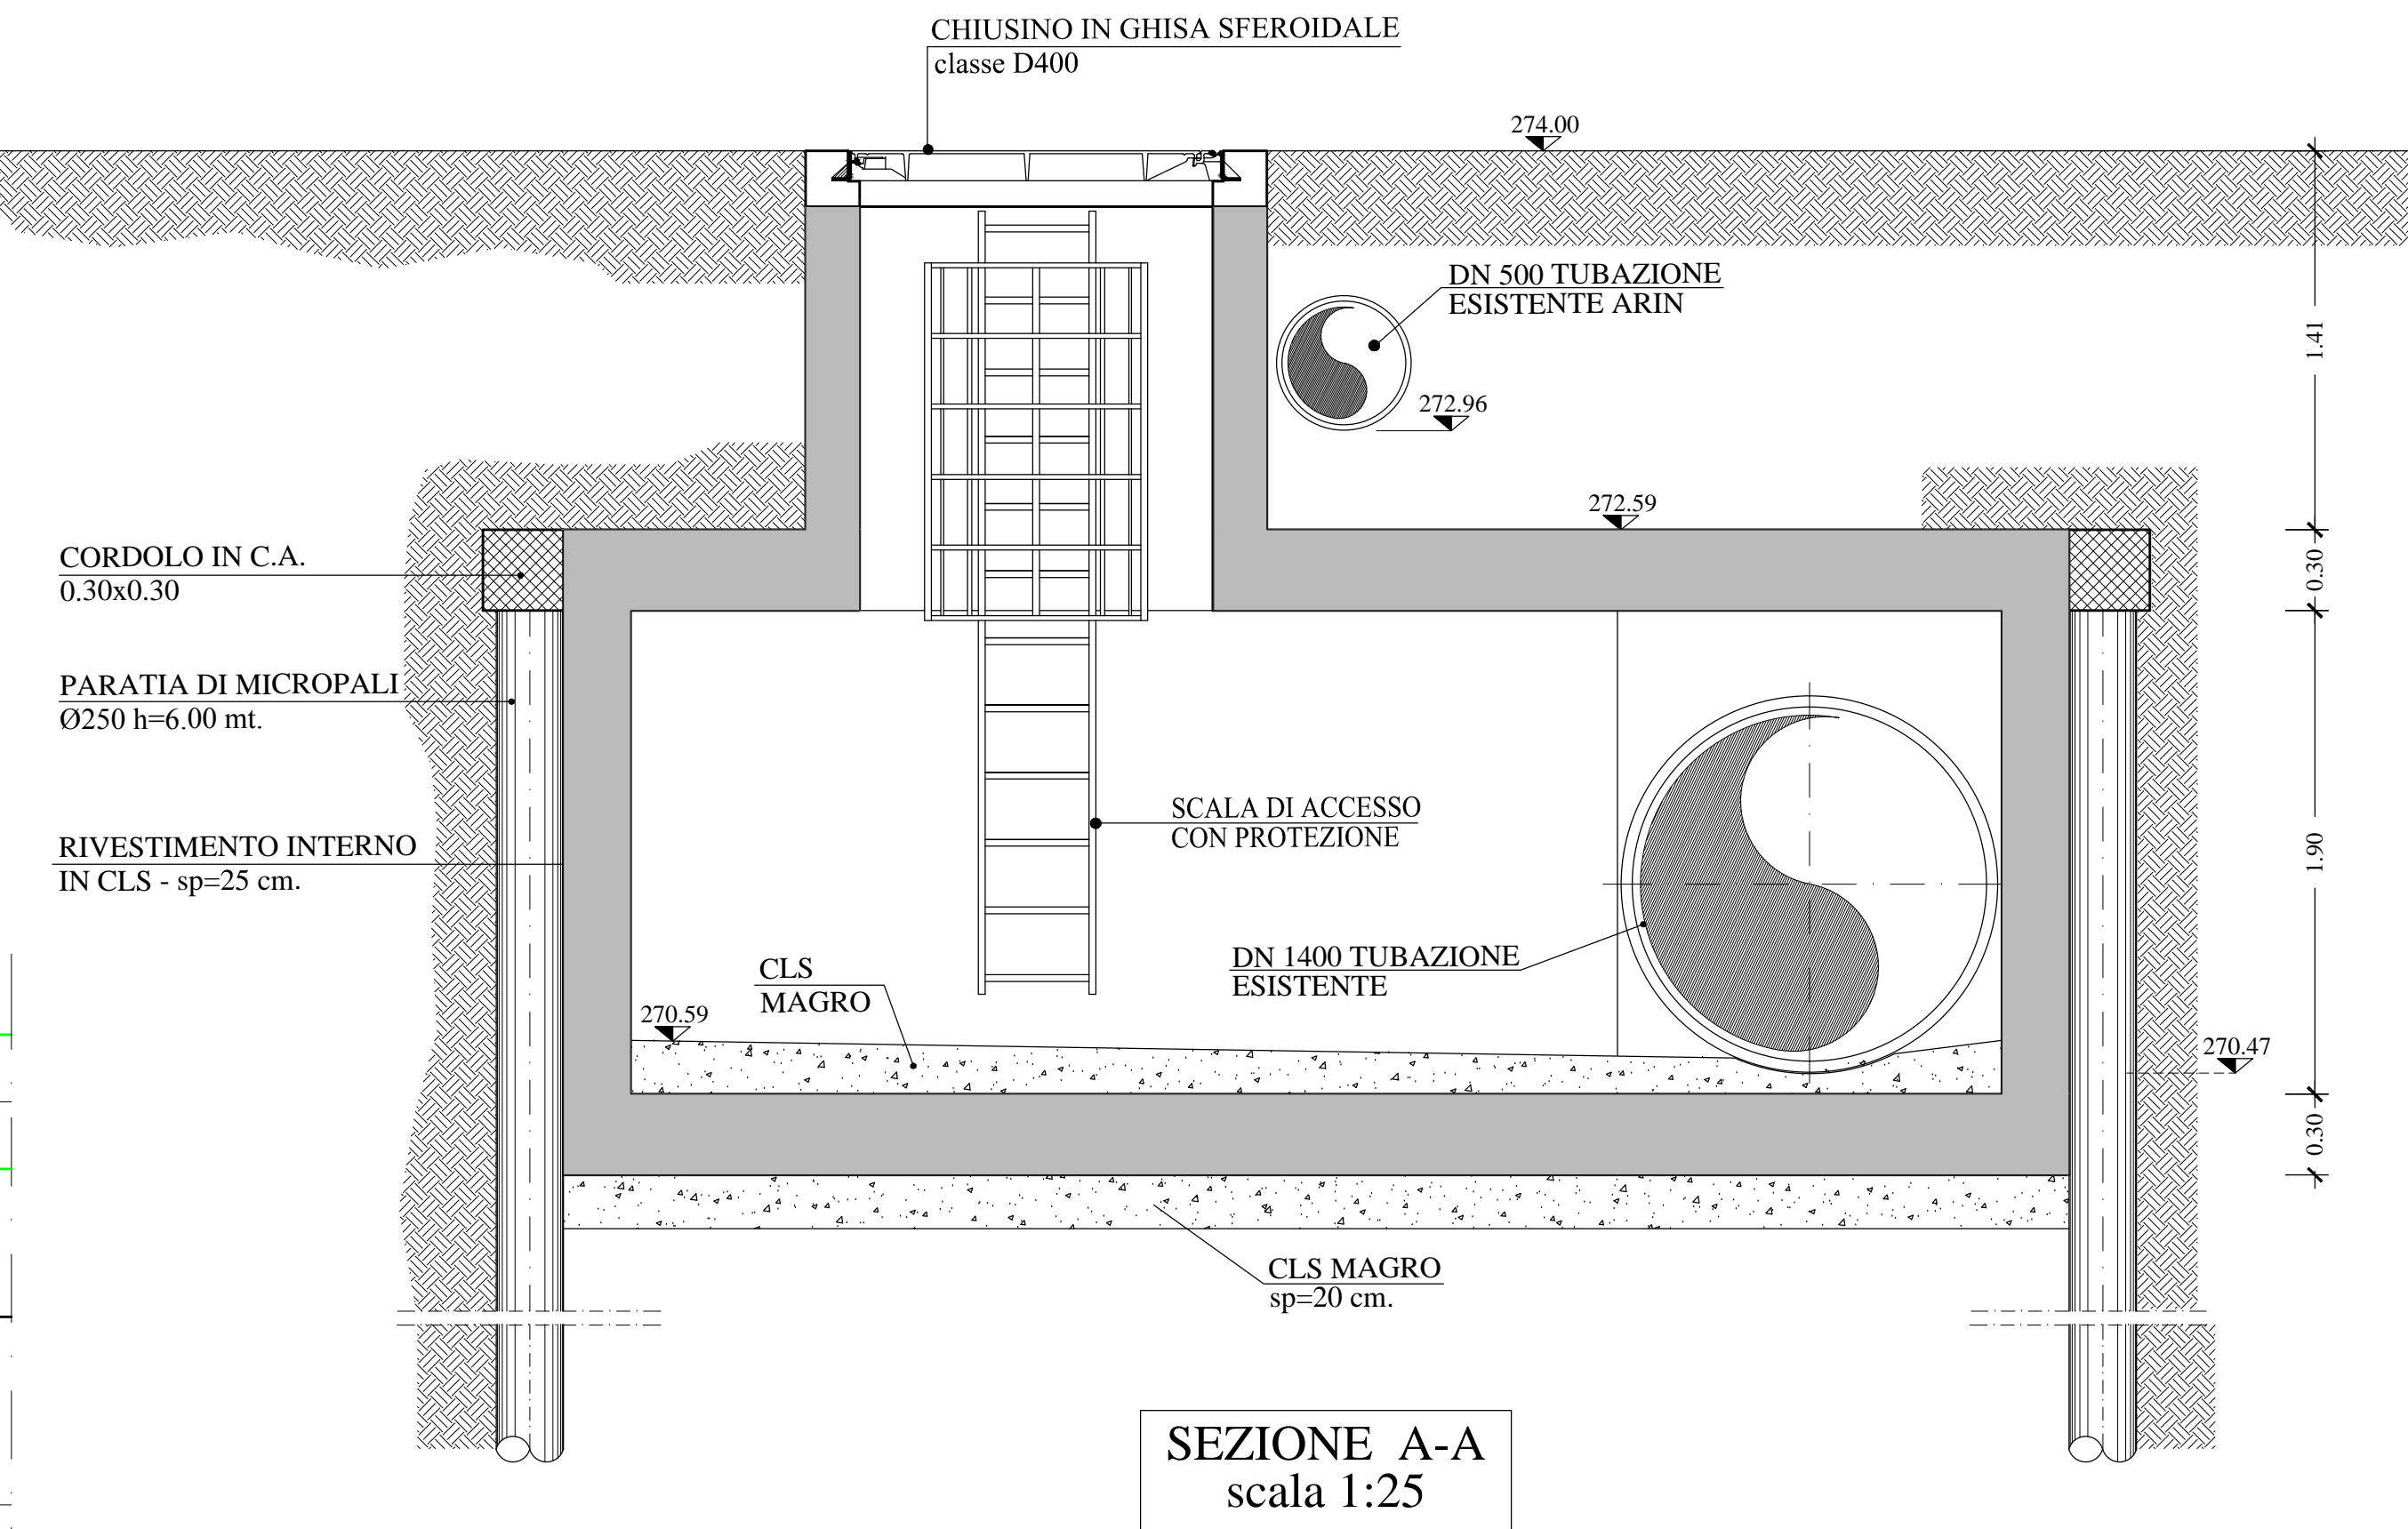 CHIUSINO IN GHISA SFEROIDALE
classe D400
274.00
DN 500 TUBAZIONE
ESISTENTE ARIN
272.96
1.41
272.59
CORDOLO IN C.A.
0.30x0.30
0.30
PARATIA DI MICROPALI
Ø250 h=6.00 mt.
SCALA DI ACCESSO
CON PROTEZIONE
RIVESTIMENTO INTERNO
IN CLS - sp=25 cm.
1.90
DN 1400 TUBAZIONE
ESISTENTE
CLS
MAGRO
270.59
270.47
0.30
CLS MAGRO
sp=20 cm.
SEZIONE A-A
scala 1:25